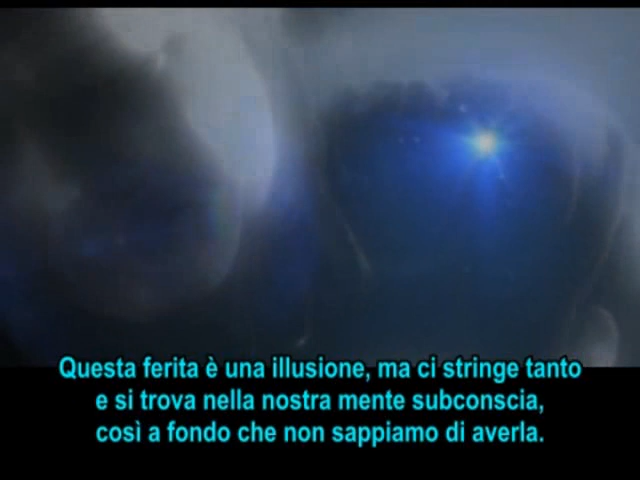 Questa ferita è una illusione, ma ci stringe tanto
e si trova nella nostra mente subconscia,
così a fondo che non sappiamo di averla.